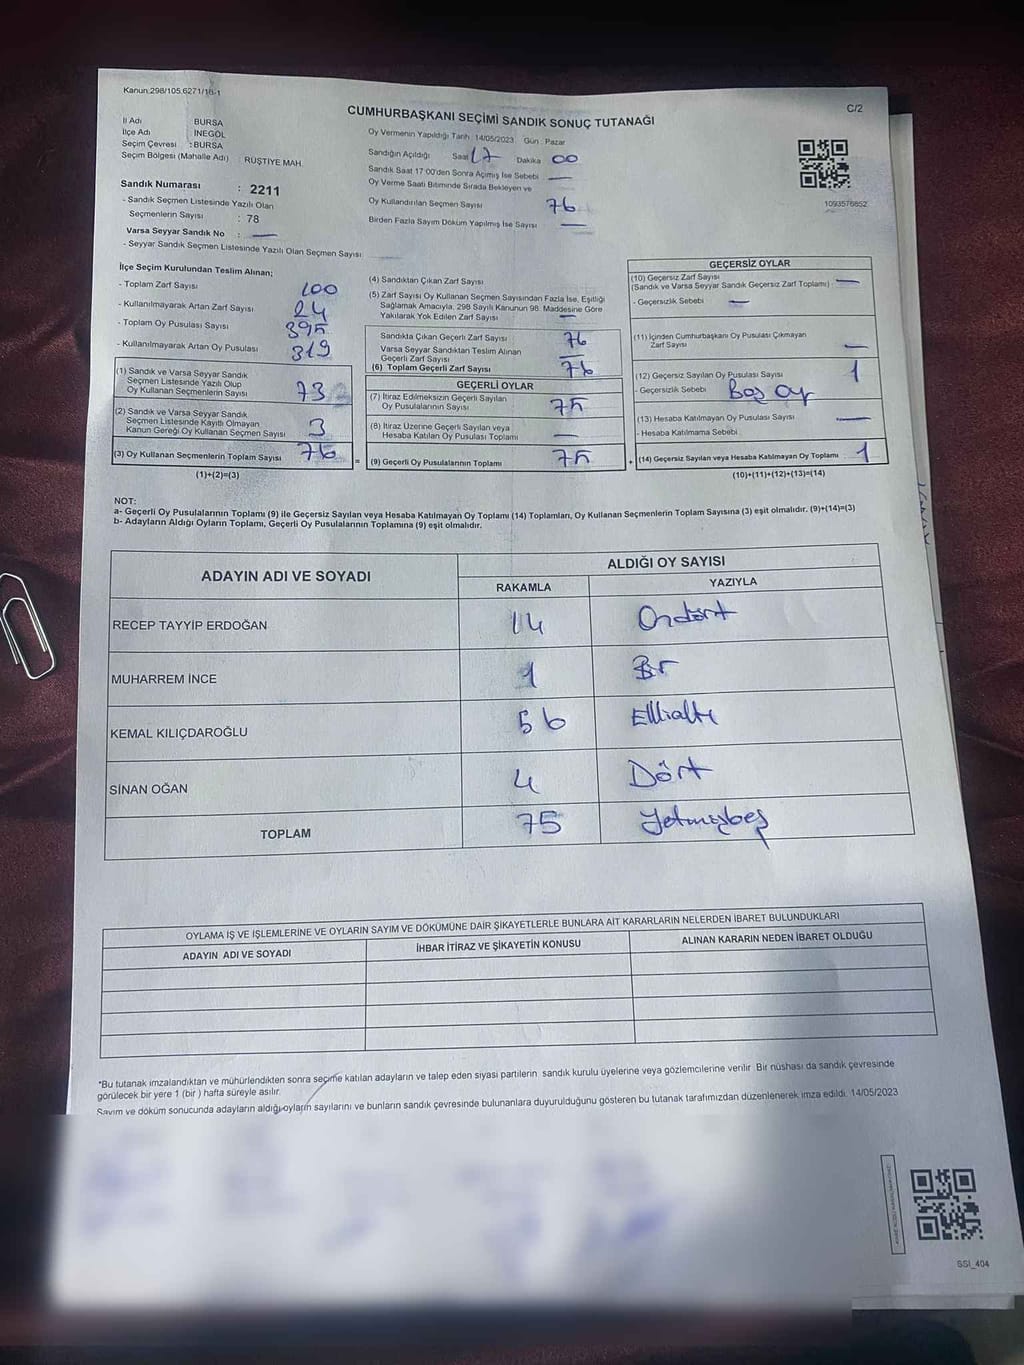 Kanun:298/105.6271/16-1
C/2
CUMHURBAŞKANI SEÇİMİ SANDIK SONUÇ TUTANAĞI
İl Adı : BURSA
İlçe Adı : İNEGÖL
Seçim Çevresi : BURSA
Seçim Bölgesi (Mahalle Adı) : RÜŞTİYE MAH.
Sandık Numarası : 2211
- Sandık Seçmen Listesinde Yazılı Olan
Seçmenlerin Sayısı : 78
Varsa Seyyar Sandık No : —
- Seyyar Sandık Seçmen Listesinde Yazılı Olan Seçmen Sayısı
Oy Vermenin Yapıldığı Tarih : 14/05/2023 Gün : Pazar
Sandığın Açıldığı Saat 17 Dakika 00
Sandık Saat 17:00'den Sonra Açılmış İse Sebebi —
Oy Verme Saati Bitiminde Sırada Bekleyen ve
Oy Kullandırılan Seçmen Sayısı 76
Birden Fazla Sayım Döküm Yapılmış İse Sayısı —
1093576852
İlçe Seçim Kurulundan Teslim Alınan;
- Toplam Zarf Sayısı 100
- Kullanılmayarak Artan Zarf Sayısı 24
- Toplam Oy Pusulası Sayısı 395
- Kullanılmayarak Artan Oy Pusulası 319
(1) Sandık ve Varsa Seyyar Sandık
Seçmen Listesinde Yazılı Olup
Oy Kullanan Seçmenlerin Sayısı 73
(2) Sandık ve Varsa Seyyar Sandık
Seçmen Listesinde Kayıtlı Olmayan
Kanun Gereği Oy Kullanan Seçmen Sayısı 3
(3) Oy Kullanan Seçmenlerin Toplam Sayısı 76
(1)+(2)=(3)
(4) Sandıktan Çıkan Zarf Sayısı
(5) Zarf Sayısı Oy Kullanan Seçmen Sayısından Fazla İse, Eşitliği
Sağlamak Amacıyla, 298 Sayılı Kanunun 98. Maddesine Göre
Yakılarak Yok Edilen Zarf Sayısı —
Sandıkta Çıkan Geçerli Zarf Sayısı 76
Varsa Seyyar Sandıktan Teslim Alınan
Geçerli Zarf Sayısı —
(6) Toplam Geçerli Zarf Sayısı 76
GEÇERLİ OYLAR
(7) İtiraz Edilmeksizin Geçerli Sayılan
Oy Pusulalarının Sayısı 75
(8) İtiraz Üzerine Geçerli Sayılan veya
Hesaba Katılan Oy Pusulası Toplamı —
= (9) Geçerli Oy Pusulalarının Toplamı 75
GEÇERSİZ OYLAR
(10) Geçersiz Zarf Sayısı
(Sandık ve Varsa Seyyar Sandık Geçersiz Zarf Toplamı) —
- Geçersizlik Sebebi —
(11) İçinden Cumhurbaşkanı Oy Pusulası Çıkmayan
Zarf Sayısı —
(12) Geçersiz Sayılan Oy Pusulası Sayısı 1
- Geçersizlik Sebebi Boş oy
(13) Hesaba Katılmayan Oy Pusulası Sayısı —
- Hesaba Katılmama Sebebi
+ (14) Geçersiz Sayılan veya Hesaba Katılmayan Oy Toplamı 1
(10)+(11)+(12)+(13)=(14)
NOT:
a- Geçerli Oy Pusulalarının Toplamı (9) ile Geçersiz Sayılan veya Hesaba Katılmayan Oy Toplamı (14) Toplamları, Oy Kullanan Seçmenlerin Toplam Sayısına (3) eşit olmalıdır. (9)+(14)=(3)
b- Adayların Aldığı Oyların Toplamı, Geçerli Oy Pusulalarının Toplamına (9) eşit olmalıdır.
ADAYIN ADI VE SOYADI ALDIĞI OY SAYISI
RAKAMLA YAZIYLA
RECEP TAYYİP ERDOĞAN 14 Ondört
MUHARREM İNCE 1 Bir
KEMAL KILIÇDAROĞLU 56 Ellialtı
SİNAN OĞAN 4 Dört
TOPLAM 75 Yetmişbeş
OYLAMA İŞ VE İŞLEMLERİNE VE OYLARIN SAYIM VE DÖKÜMÜNE DAİR ŞİKAYETLERLE BUNLARA AİT KARARLARIN NELERDEN İBARET BULUNDUKLARI
ADAYIN ADI VE SOYADI İHBAR İTİRAZ VE ŞİKAYETİN KONUSU ALINAN KARARIN NEDEN İBARET OLDUĞU
*Bu tutanak imzalandıktan ve mühürlendikten sonra seçime katılan adayların ve talep eden siyasi partilerin sandık kurulu üyelerine veya gözlemcilerine verilir. Bir nüshası da sandık çevresinde
görülecek bir yere 1 (bir) hafta süreyle asılır.
Sayım ve döküm sonucunda adayların aldığı oyların sayılarını ve bunların sandık çevresinde bulunanlara duyurulduğunu gösteren bu tutanak tarafımızdan düzenlenerek imza edildi. 14/05/2023
SSI_404